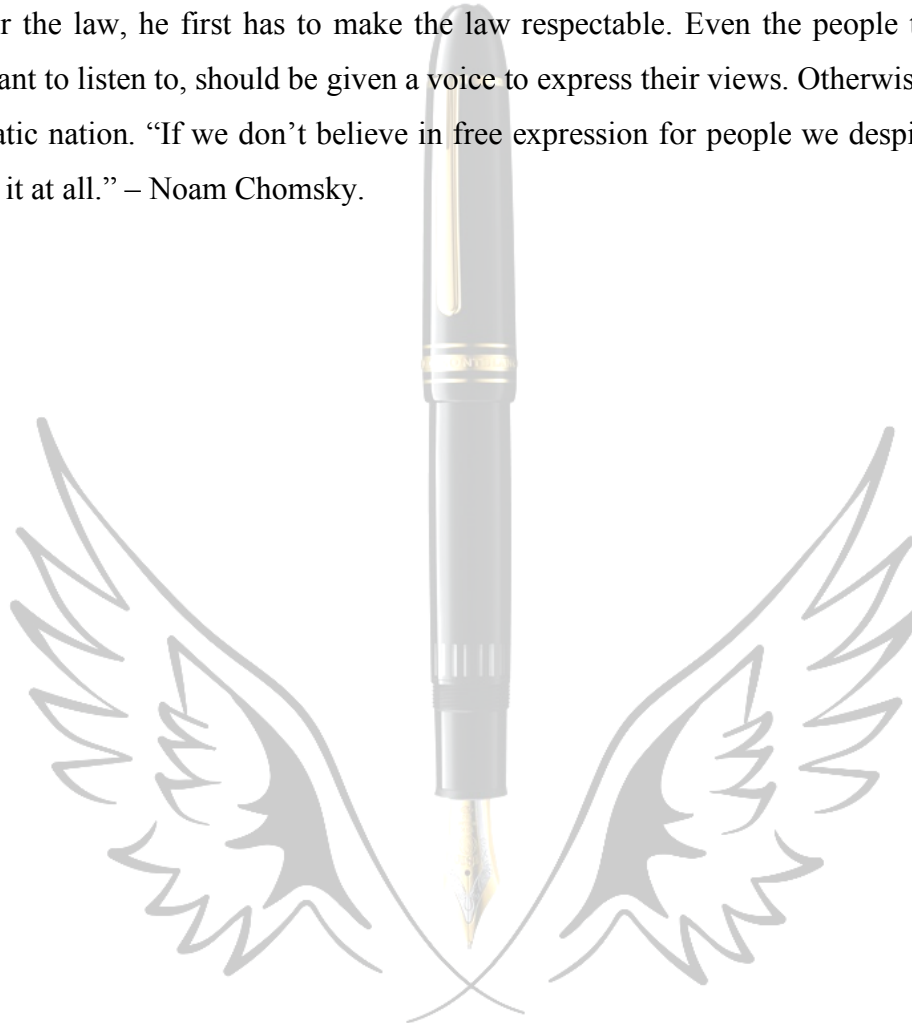 r the law, he first has to make the law respectable. Even the people
ant to listen to, should be given a voice to express their views. Otherwis
atic nation. “If we don’t believe in free expression for people we despi
it at all.” – Noam Chomsky.